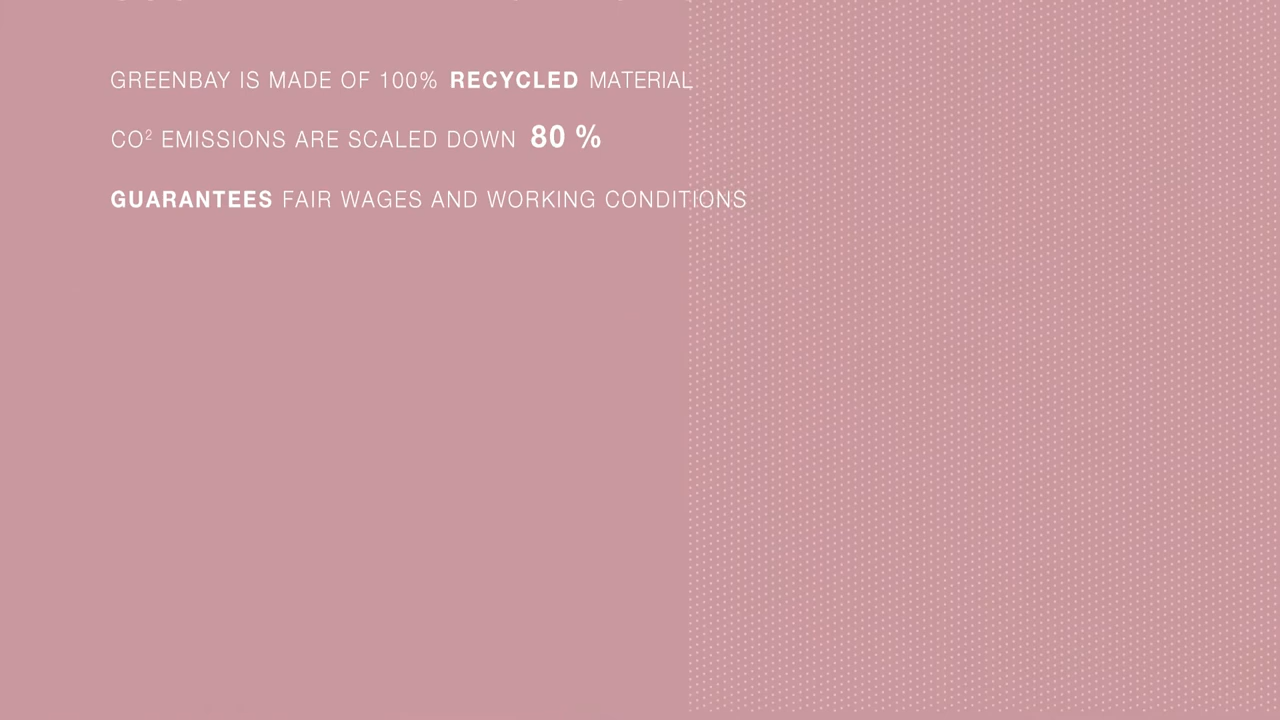 GREENBAY IS MADE OF 100% RECYCLED MATERIAL
CO² EMISSIONS ARE SCALED DOWN 80 %
GUARANTEES FAIR WAGES AND WORKING CONDITIONS